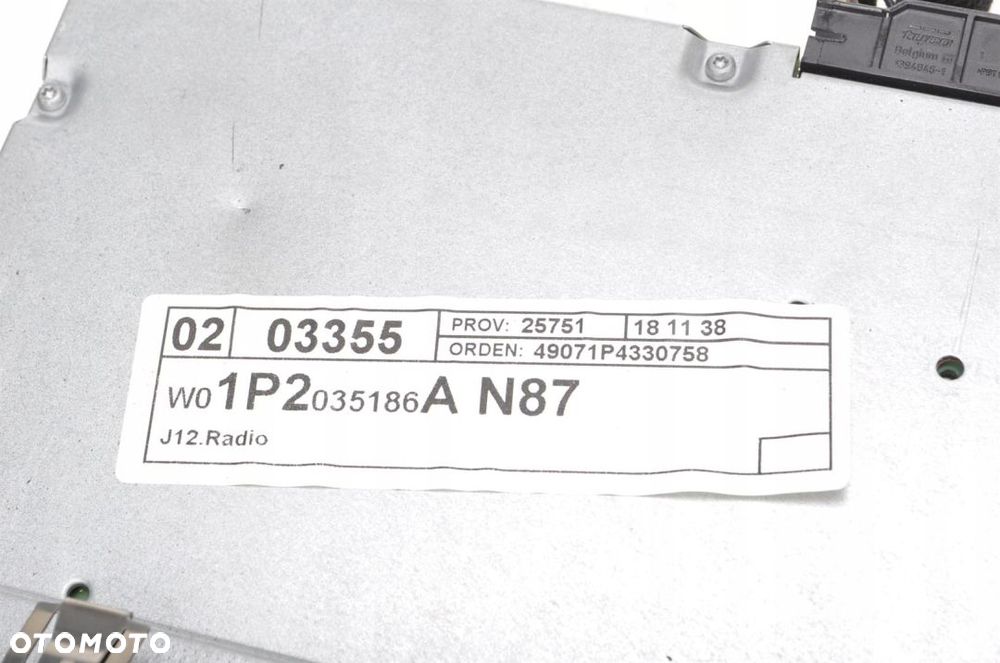 Belgium
02 03355 PROV: 25751 18 11 38
ORDEN: 49071P4330758
W01P2035186A N87
J12.Radio
OTOMOTO